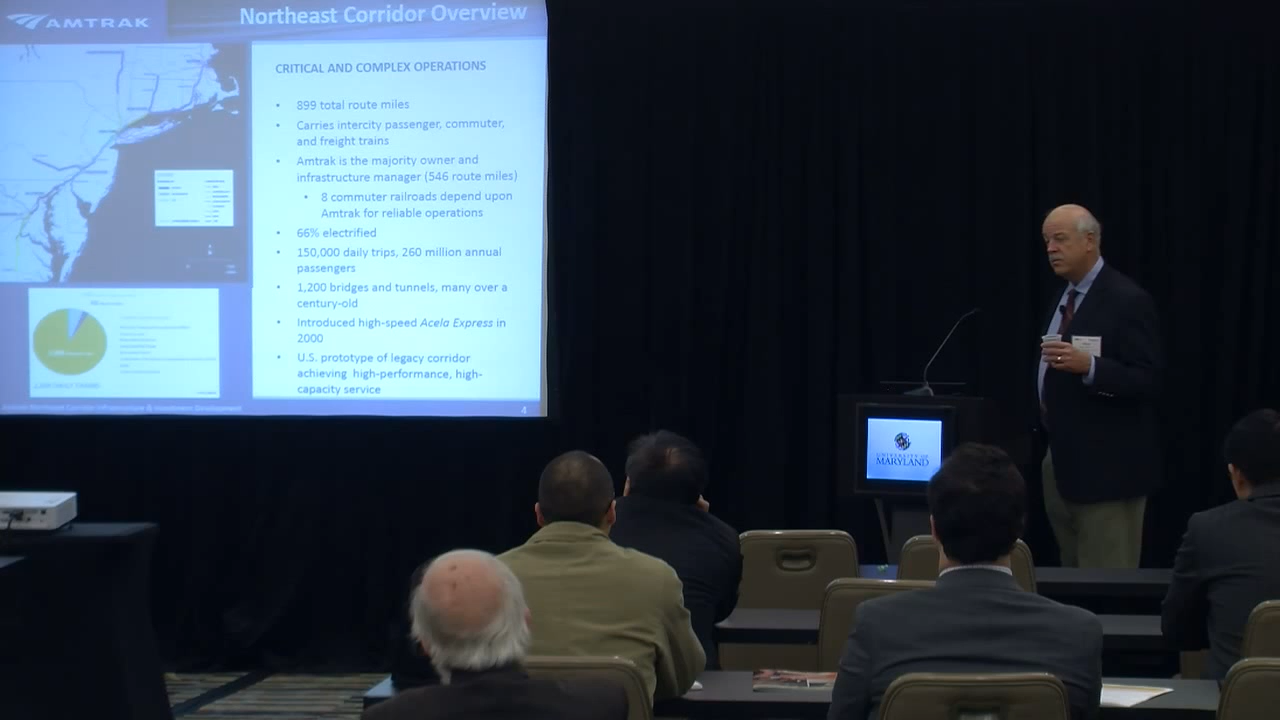 AMTRAK
Northeast Corridor Overview
CRITICAL AND COMPLEX OPERATIONS
• 899 total route miles
• Carries intercity passenger, commuter,
and freight trains
• Amtrak is the majority owner and
infrastructure manager (546 route miles)
• 8 commuter railroads depend upon
Amtrak for reliable operations
• 66% electrified
• 150,000 daily trips, 260 million annual
passengers
• 1,200 bridges and tunnels, many over a
century-old
• Introduced high-speed Acela Express in
2000
• U.S. prototype of legacy corridor
achieving high-performance, high-
capacity service
4
UNIVERSITY OF
MARYLAND